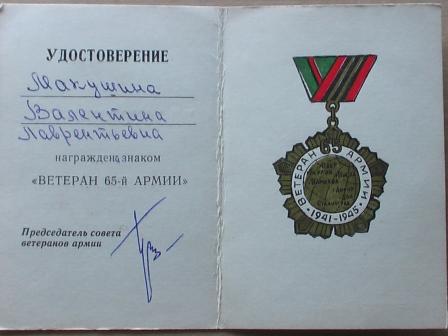 УДОСТОВЕРЕНИЕ
Макушина
Валентина
Лаврентьевна
награжден знаком
«ВЕТЕРАН 65-й АРМИИ»
Председатель совета
ветеранов армии
65
ВЕТЕРАН АРМИИ
1941-1945